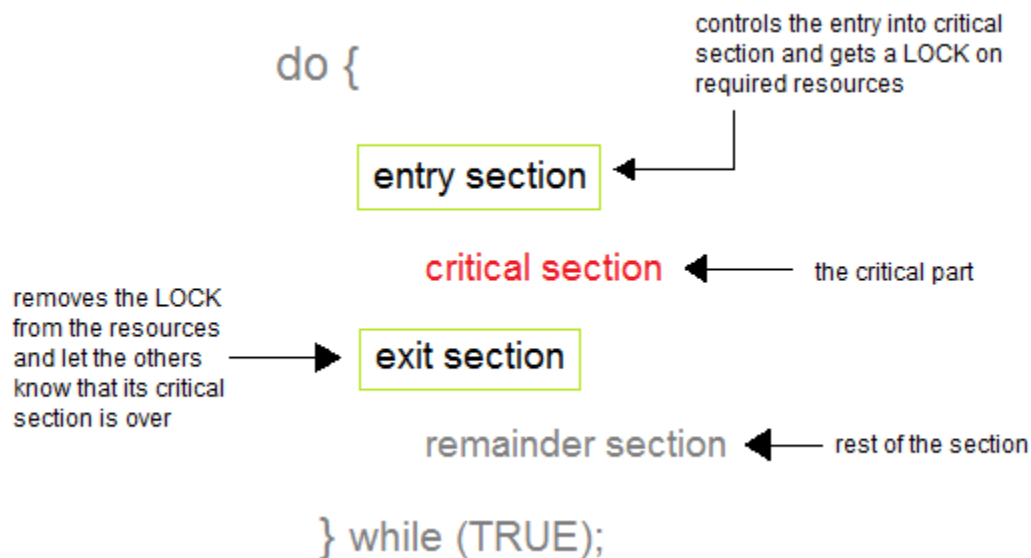 controls the entry into critical
section and gets a LOCK on
required resources
do {
entry section
critical section
the critical part
removes the LOCK
from the resources
and let the others
know that its critical
section is over
exit section
remainder section
rest of the section
} while (TRUE);